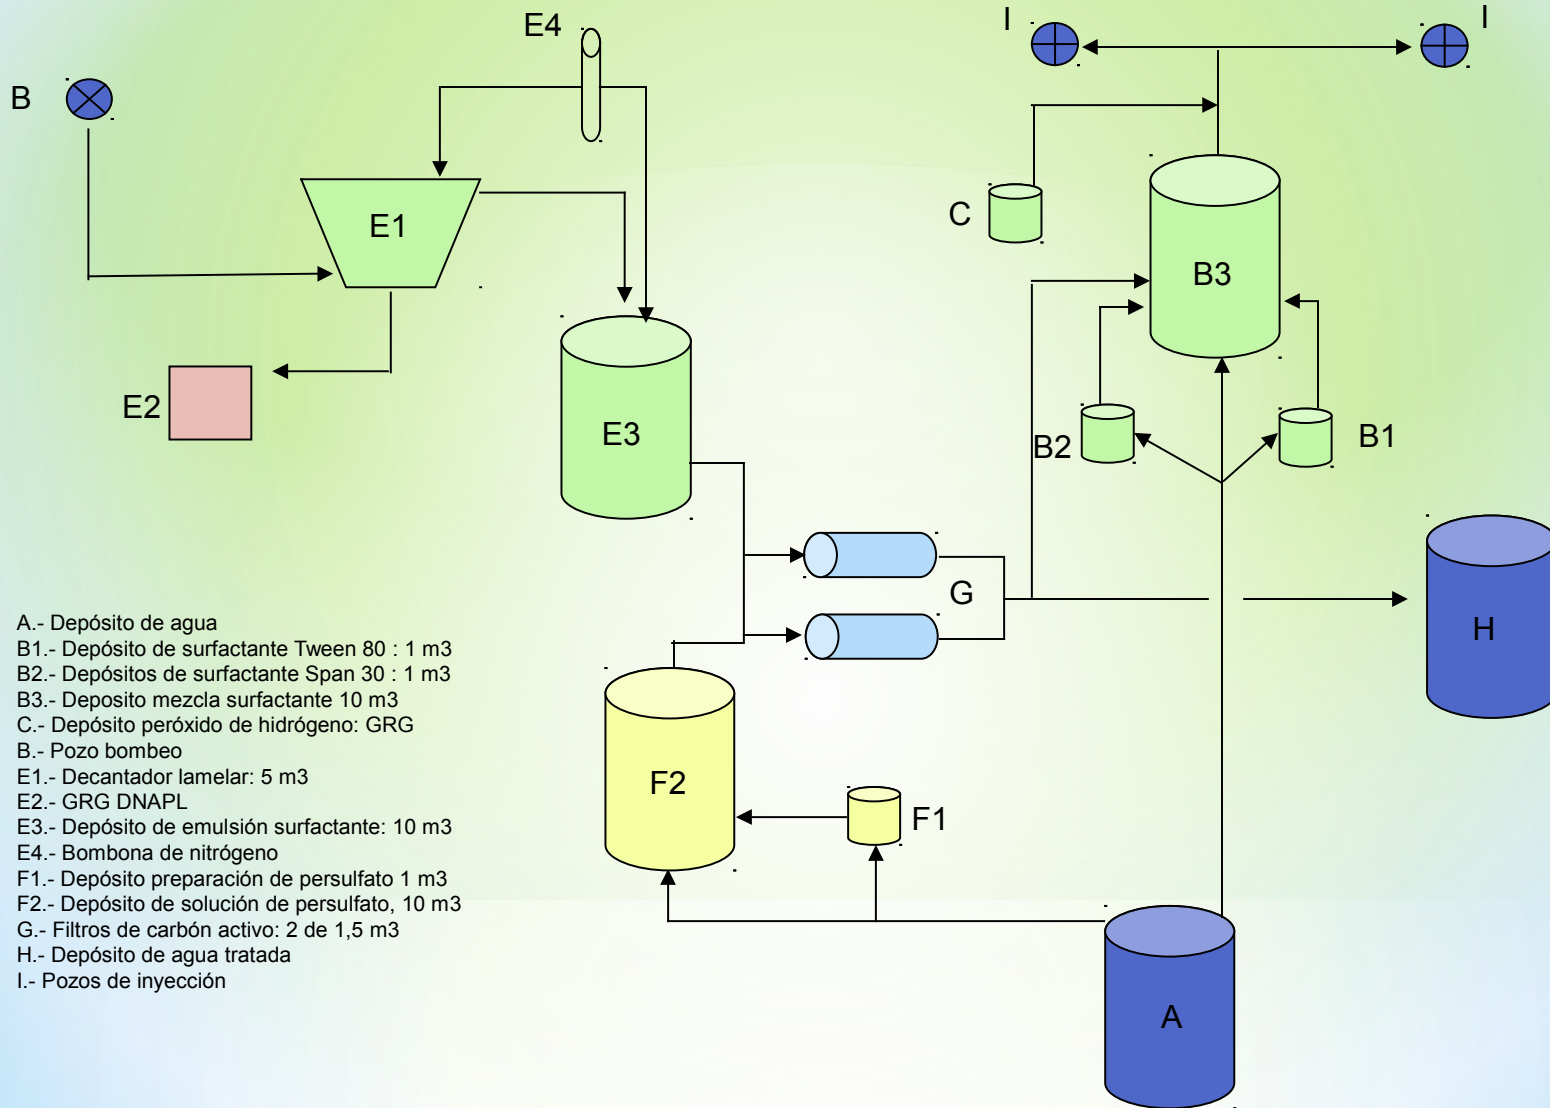 E4
I
I
B
E1
C
B3
E2
E3
B2
B1
G
H
A.- Depósito de agua
B1.- Depósito de surfactante Tween 80 : 1 m3
B2.- Depósitos de surfactante Span 30 : 1 m3
B3.- Deposito mezcla surfactante 10 m3
C.- Depósito peróxido de hidrógeno: GRG
B.- Pozo bombeo
E1.- Decantador lamelar: 5 m3
E2.- GRG DNAPL
E3.- Depósito de emulsión surfactante: 10 m3
E4.- Bombona de nitrógeno
F1.- Depósito preparación de persulfato 1 m3
F2.- Depósito de solución de persulfato, 10 m3
G.- Filtros de carbón activo: 2 de 1,5 m3
H.- Depósito de agua tratada
I.- Pozos de inyección
F2
F1
A